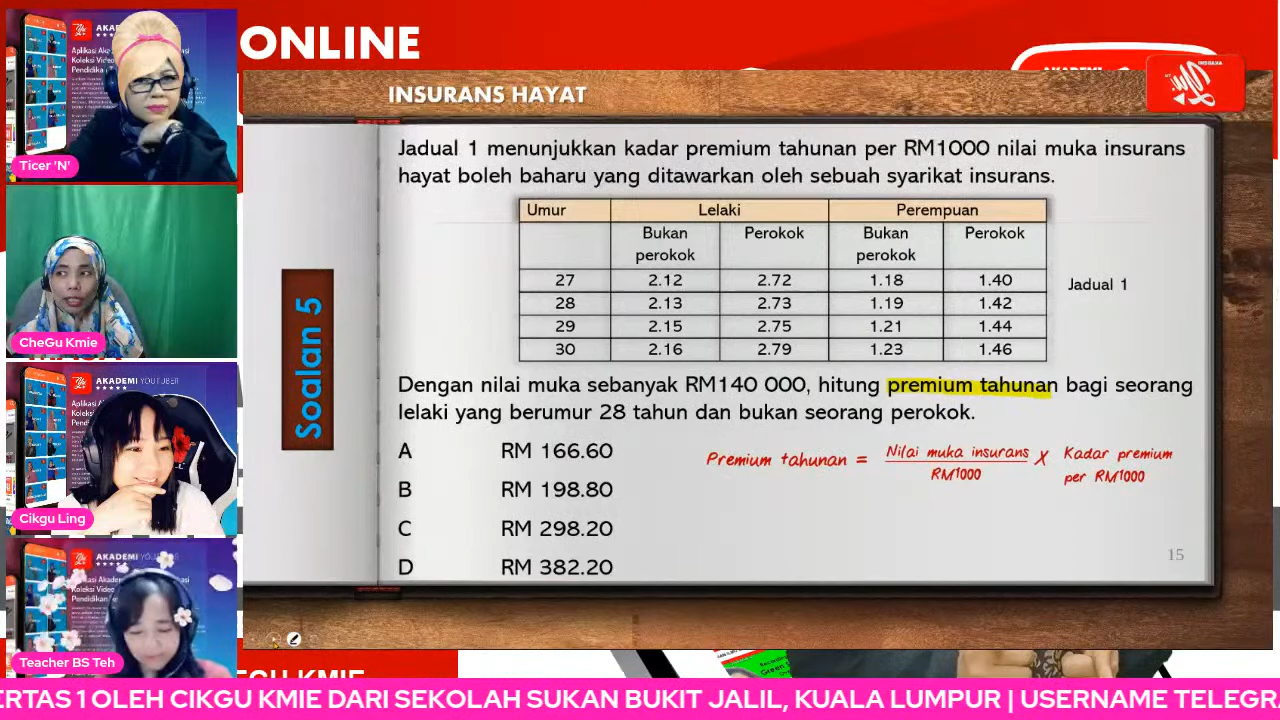 ONLINE
INSURANS HAYAT
Jadual 1 menunjukkan kadar premium tahunan per RM1000 nilai muka insurans
hayat boleh baharu yang ditawarkan oleh sebuah syarikat insurans.
Umur Lelaki Perempuan
Bukan perokok Perokok Bukan perokok Perokok
27 2.12 2.72 1.18 1.40
28 2.13 2.73 1.19 1.42
29 2.15 2.75 1.21 1.44
30 2.16 2.79 1.23 1.46
Jadual 1
Soalan 5
Dengan nilai muka sebanyak RM140 000, hitung premium tahunan bagi seorang
lelaki yang berumur 28 tahun dan bukan seorang perokok.
A RM 166.60
B RM 198.80
C RM 298.20
D RM 382.20
Premium tahunan = Nilai muka insurans / RM1000 X Kadar premium
per RM1000
15
Ticer 'N'
CheGu Kmie
AKADEMI YOUTUBER
Cikgu Ling
AKADEMI
Teacher BS Teh
ERTAS 1 OLEH CIKGU KMIE DARI SEKOLAH SUKAN BUKIT JALIL, KUALA LUMPUR | USERNAME TELEGRA